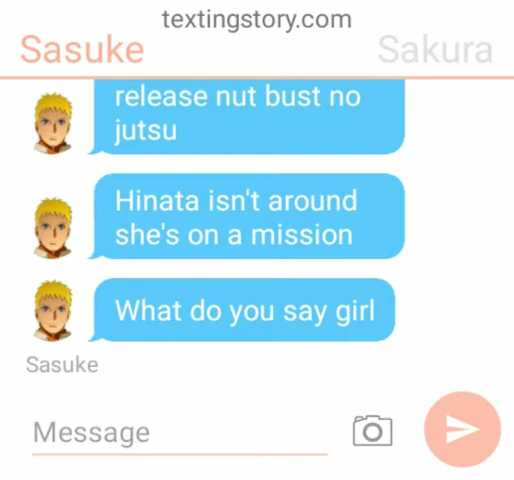 textingstory.com
Sasuke
Sakura
release nut bust no
jutsu
Hinata isn't around
she's on a mission
What do you say girl
Sasuke
Message